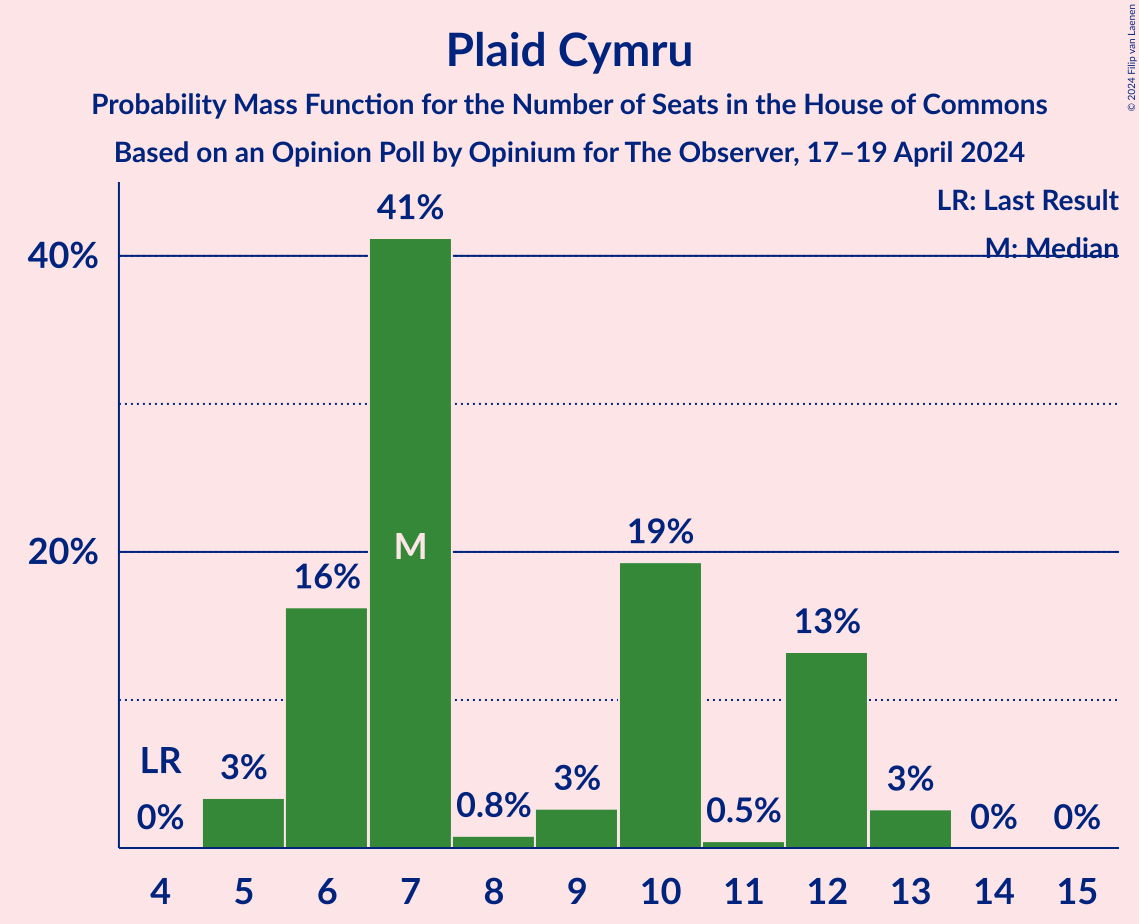 Plaid Cymru
Probability Mass Function for the Number of Seats in the House of Commons
Based on an Opinion Poll by Opinium for The Observer, 17–19 April 2024
© 2024 Filip van Laenen
LR: Last Result
M: Median
40%
20%
LR
0%
3%
16%
41%
M
0.8%
3%
19%
0.5%
13%
3%
0%
0%
4 5 6 7 8 9 10 11 12 13 14 15